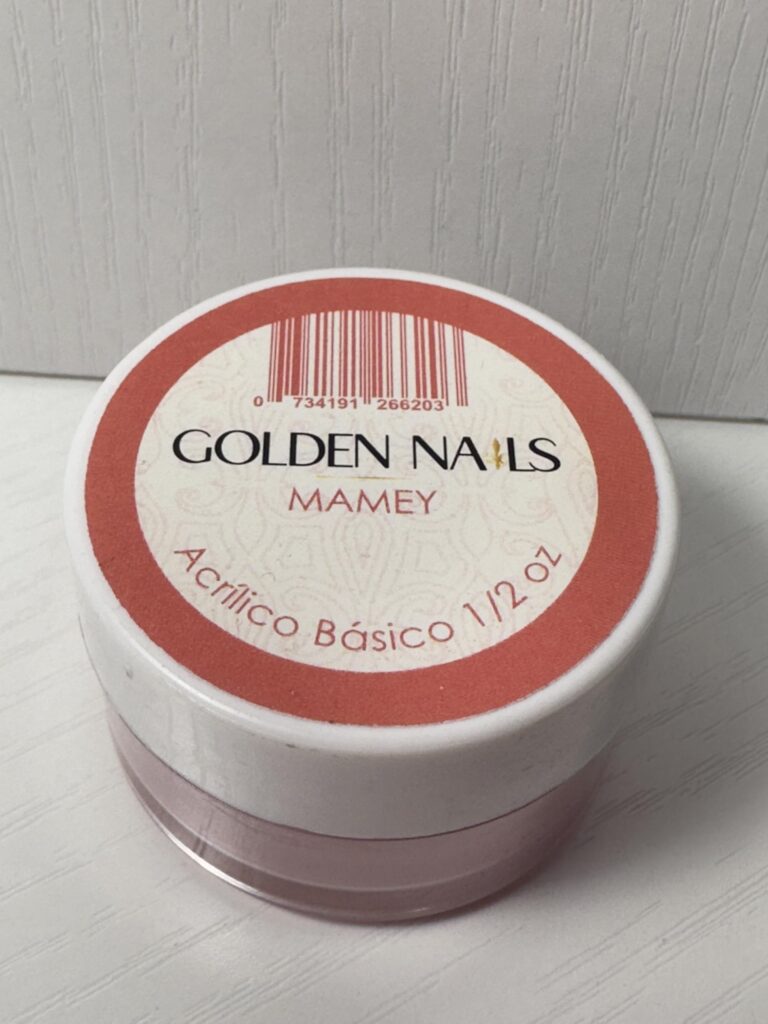 0 734191 266203
GOLDEN NAILS
MAMEY
Acrílico Básico 1/2 oz